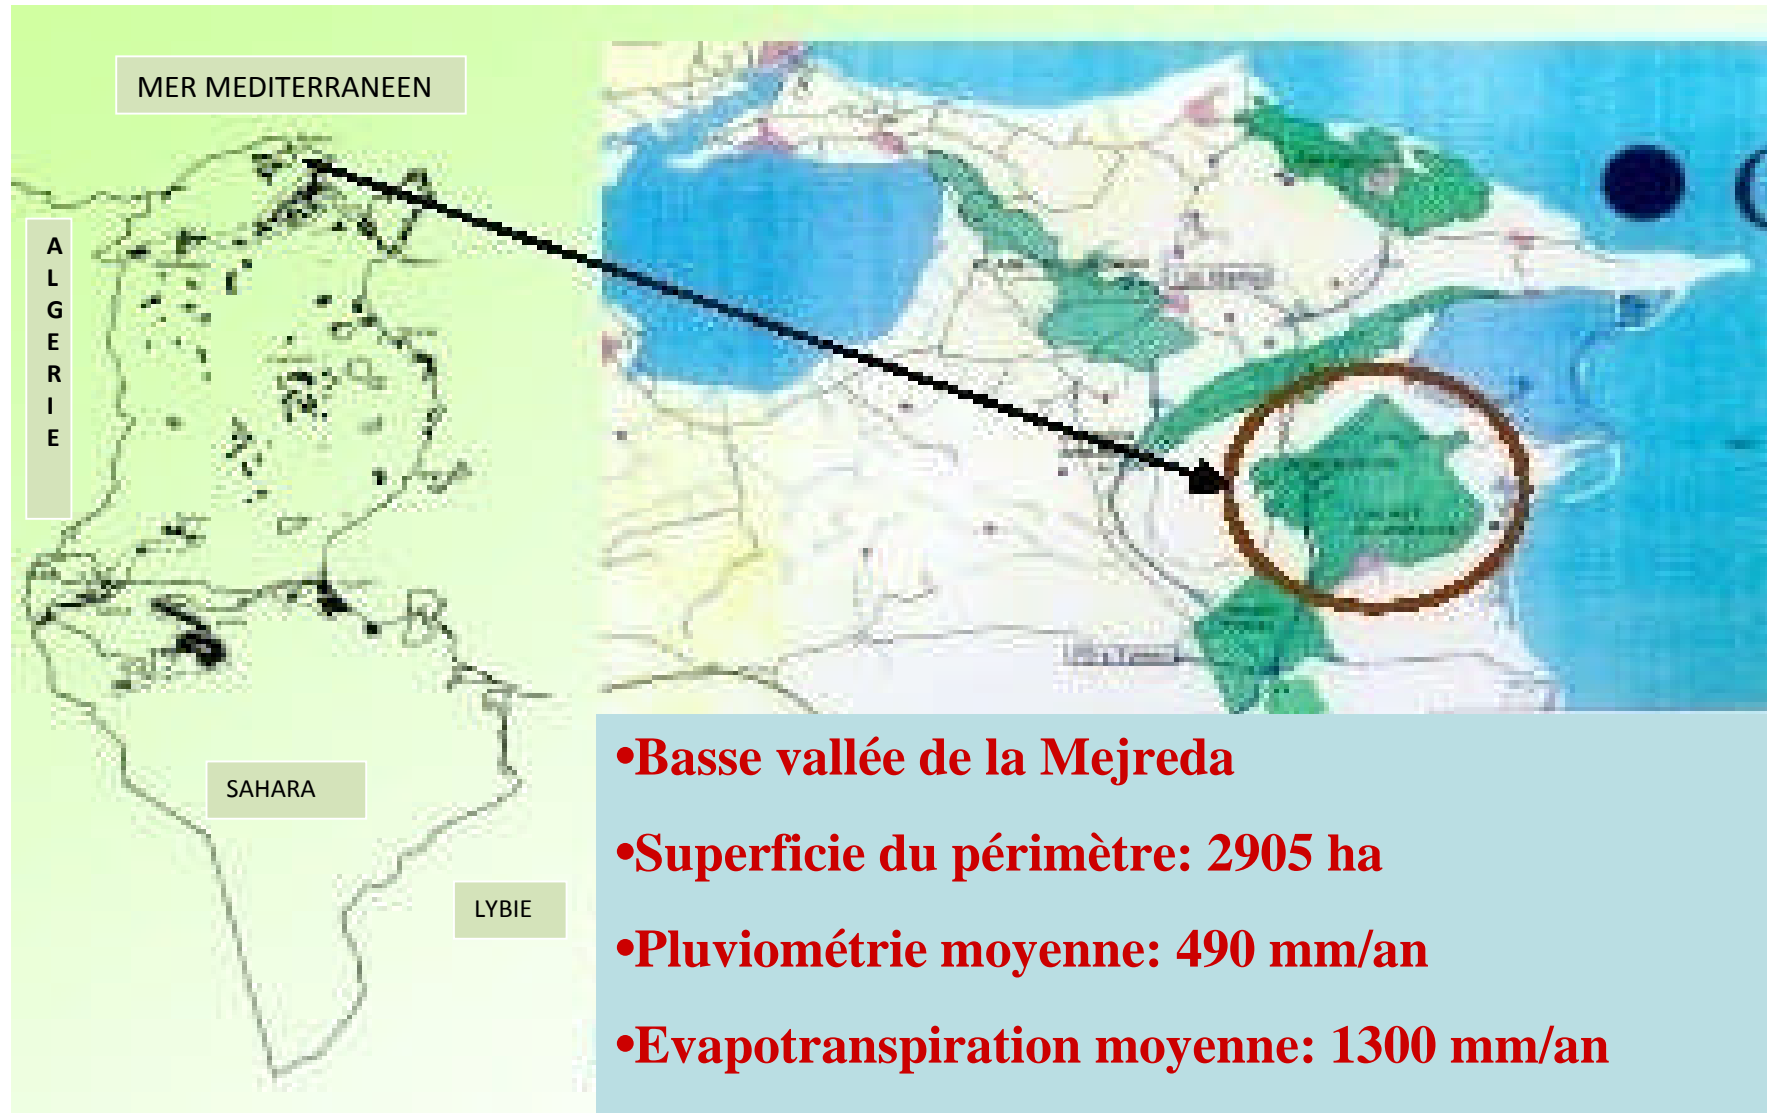 MER MEDITERRANEEN
ALGERIE
SAHARA
LYBIE
•Basse vallée de la Mejreda
•Superficie du périmètre: 2905 ha
•Pluviométrie moyenne: 490 mm/an
•Evapotranspiration moyenne: 1300 mm/an